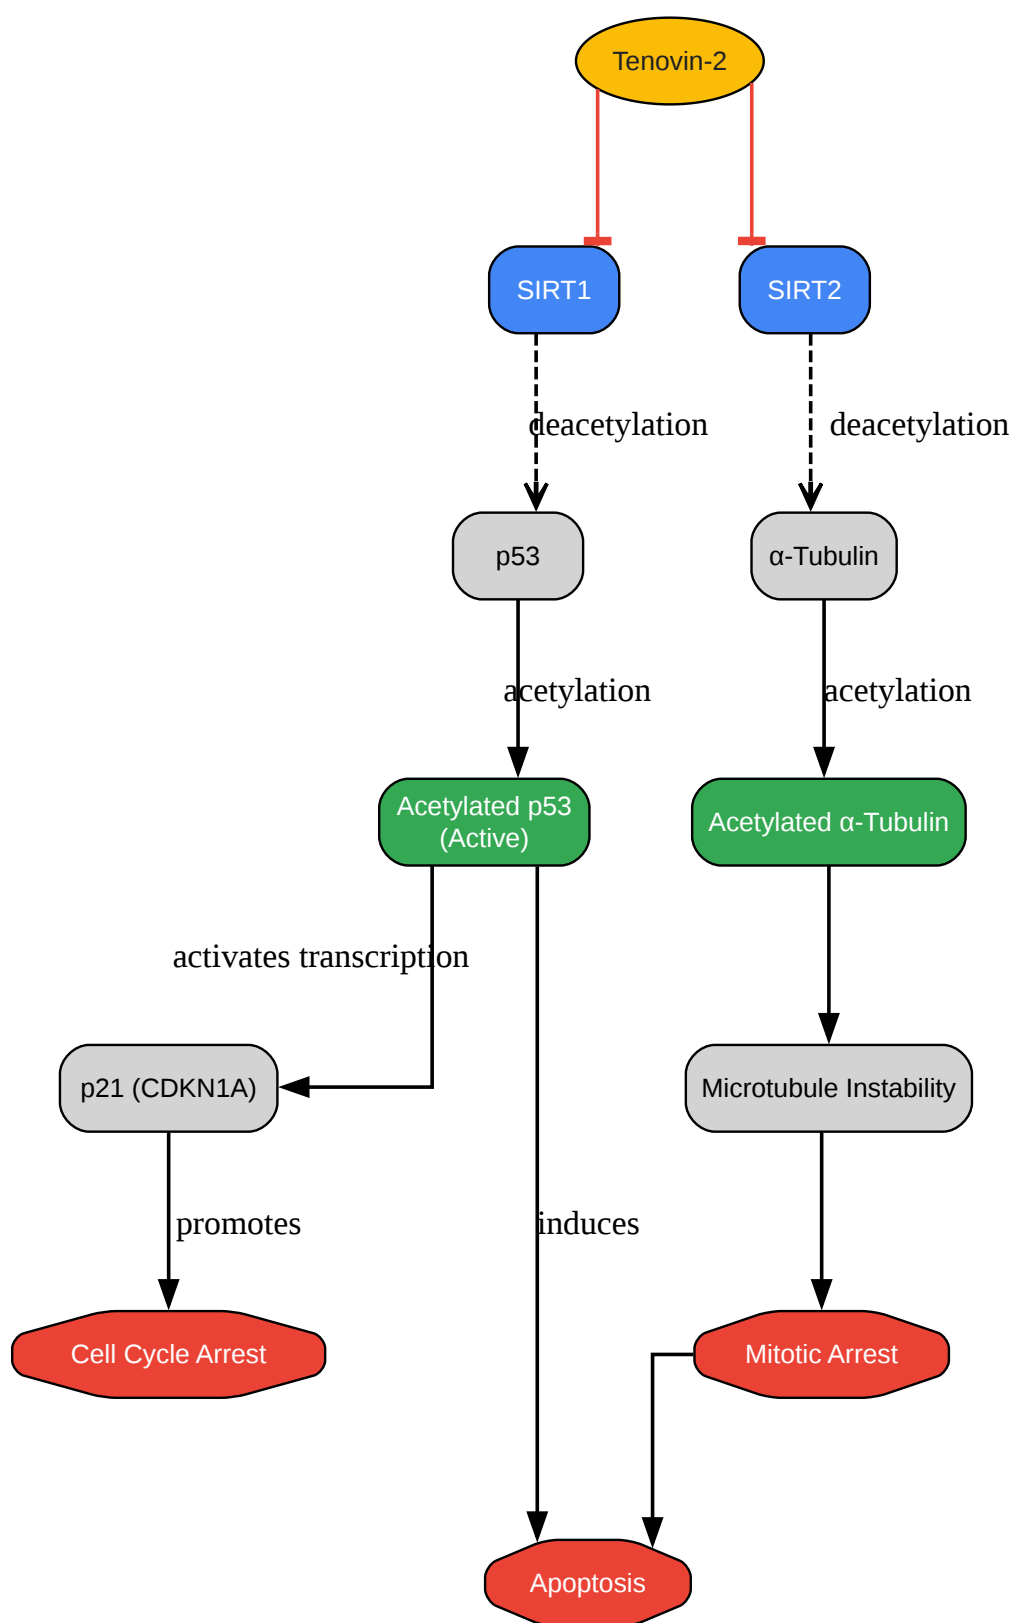 Tenovin-2
SIRT1
SIRT2
deacetylation
deacetylation
p53
α-Tubulin
acetylation
acetylation
Acetylated p53
(Active)
Acetylated α-Tubulin
activates transcription
p21 (CDKN1A)
Microtubule Instability
promotes
induces
Cell Cycle Arrest
Mitotic Arrest
Apoptosis